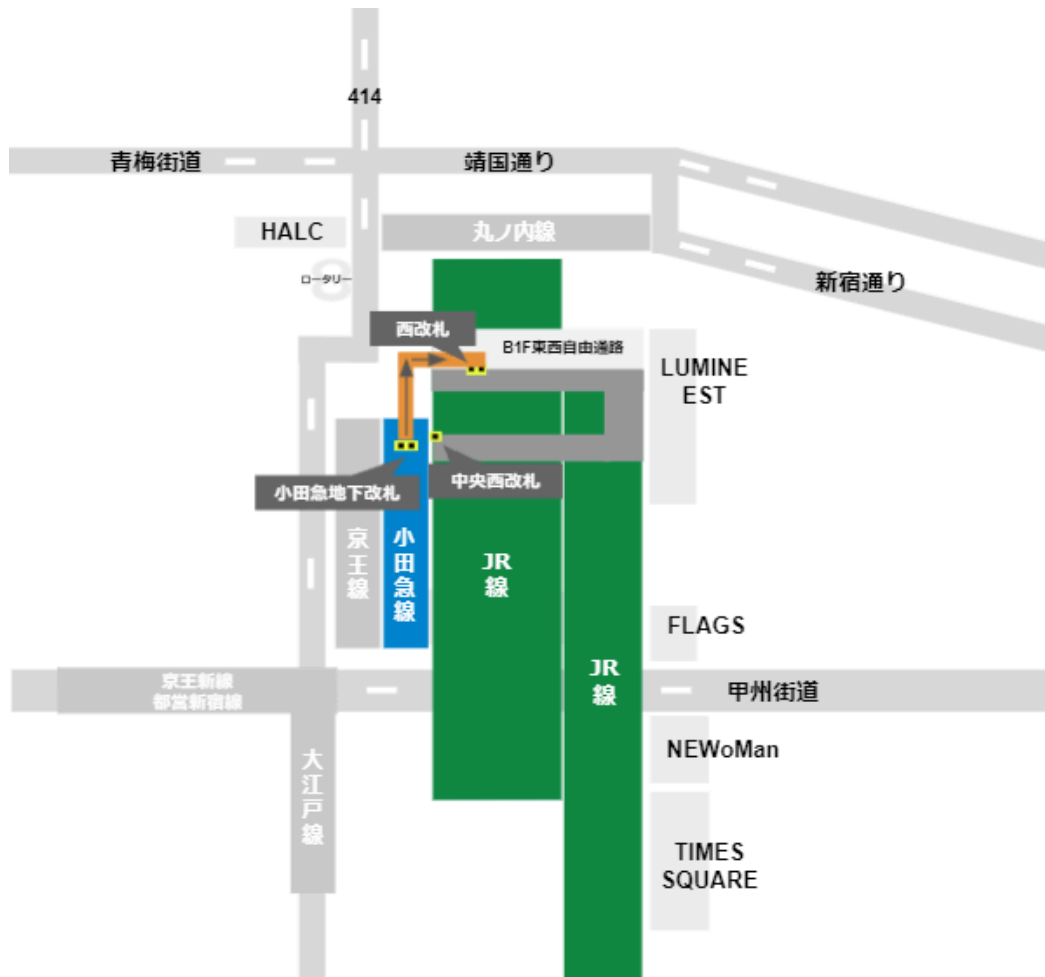 414
青梅街道
靖国通り
HALC
丸ノ内線
ロータリー
新宿通り
西改札
B1F東西自由通路
LUMINE
EST
小田急地下改札
中央西改札
京王線
小田急線
JR
線
FLAGS
JR
線
京王新線
都営新宿線
甲州街道
NEWoMan
大江戸線
TIMES
SQUARE